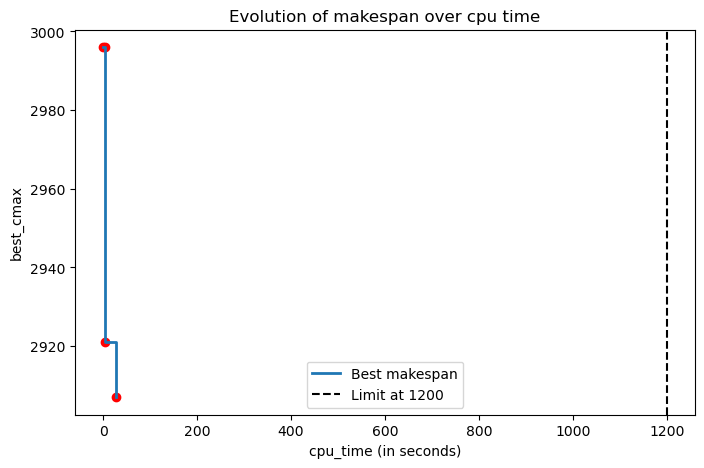 Evolution of makespan over cpu time
best_cmax
3000
2980
2960
2940
2920
0
200
400
600
800
1000
1200
cpu_time (in seconds)
Best makespan
Limit at 1200